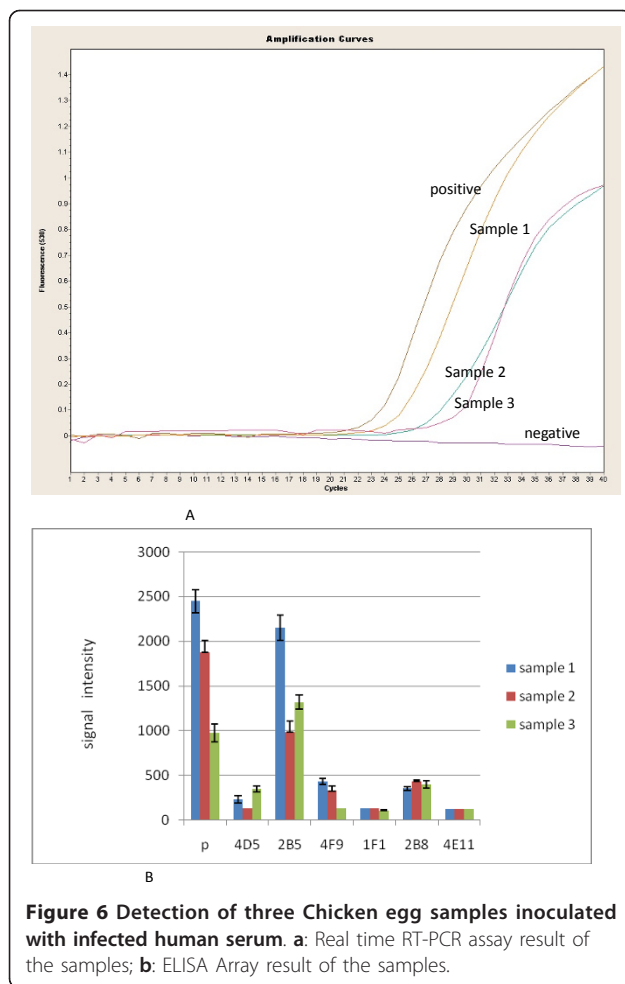 Amplification Curves
Fluorescence (530)
1.4
1.3
1.2
1.1
1
0.9
0.8
0.7
0.6
0.5
0.4
0.3
0.2
0.1
0
positive
Sample 1
Sample 2
Sample 3
negative
1 2 3 4 5 6 7 8 9 10 11 12 13 14 15 16 17 18 19 20 21 22 23 24 25 26 27 28 29 30 31 32 33 34 35 36 37 38 39 40
Cycles
A
signal intensity
3000
2500
2000
1500
1000
500
0
p 4D5 2B5 4F9 1F1 2B8 4E11
sample 1
sample 2
sample 3
B
Figure 6 Detection of three Chicken egg samples inoculated
with infected human serum. a: Real time RT-PCR assay result of
the samples; b: ELISA Array result of the samples.